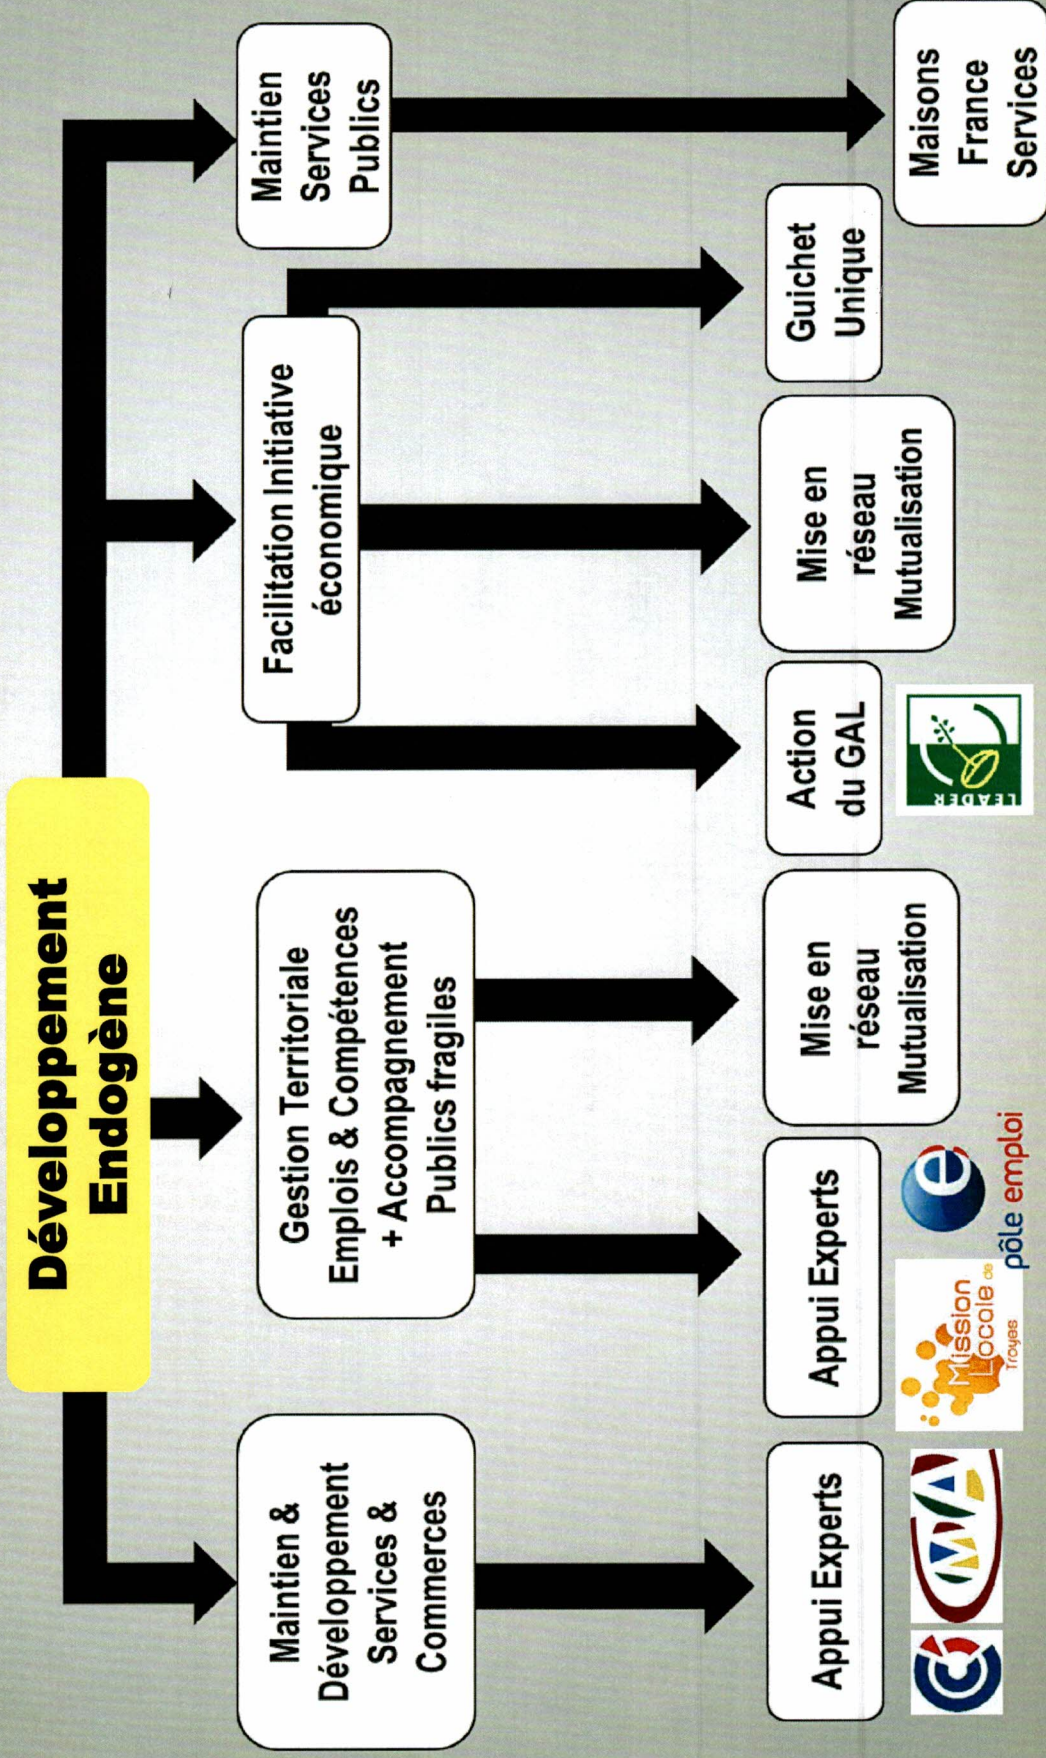 Développement
Endogène
Maintien &
Développement
Services &
Commerces
Gestion Territoriale
Emplois & Compétences
+ Accompagnement
Publics fragiles
Facilitation Initiative
économique
Maintien
Services
Publics
Appui Experts
Appui Experts
Mise en
réseau
Mutualisation
Action
du GAL
Mise en
réseau
Mutualisation
Guichet
Unique
Maisons
France
Services
CMA
Mission
Locale de
Troyes
pôle emploi
LEADER